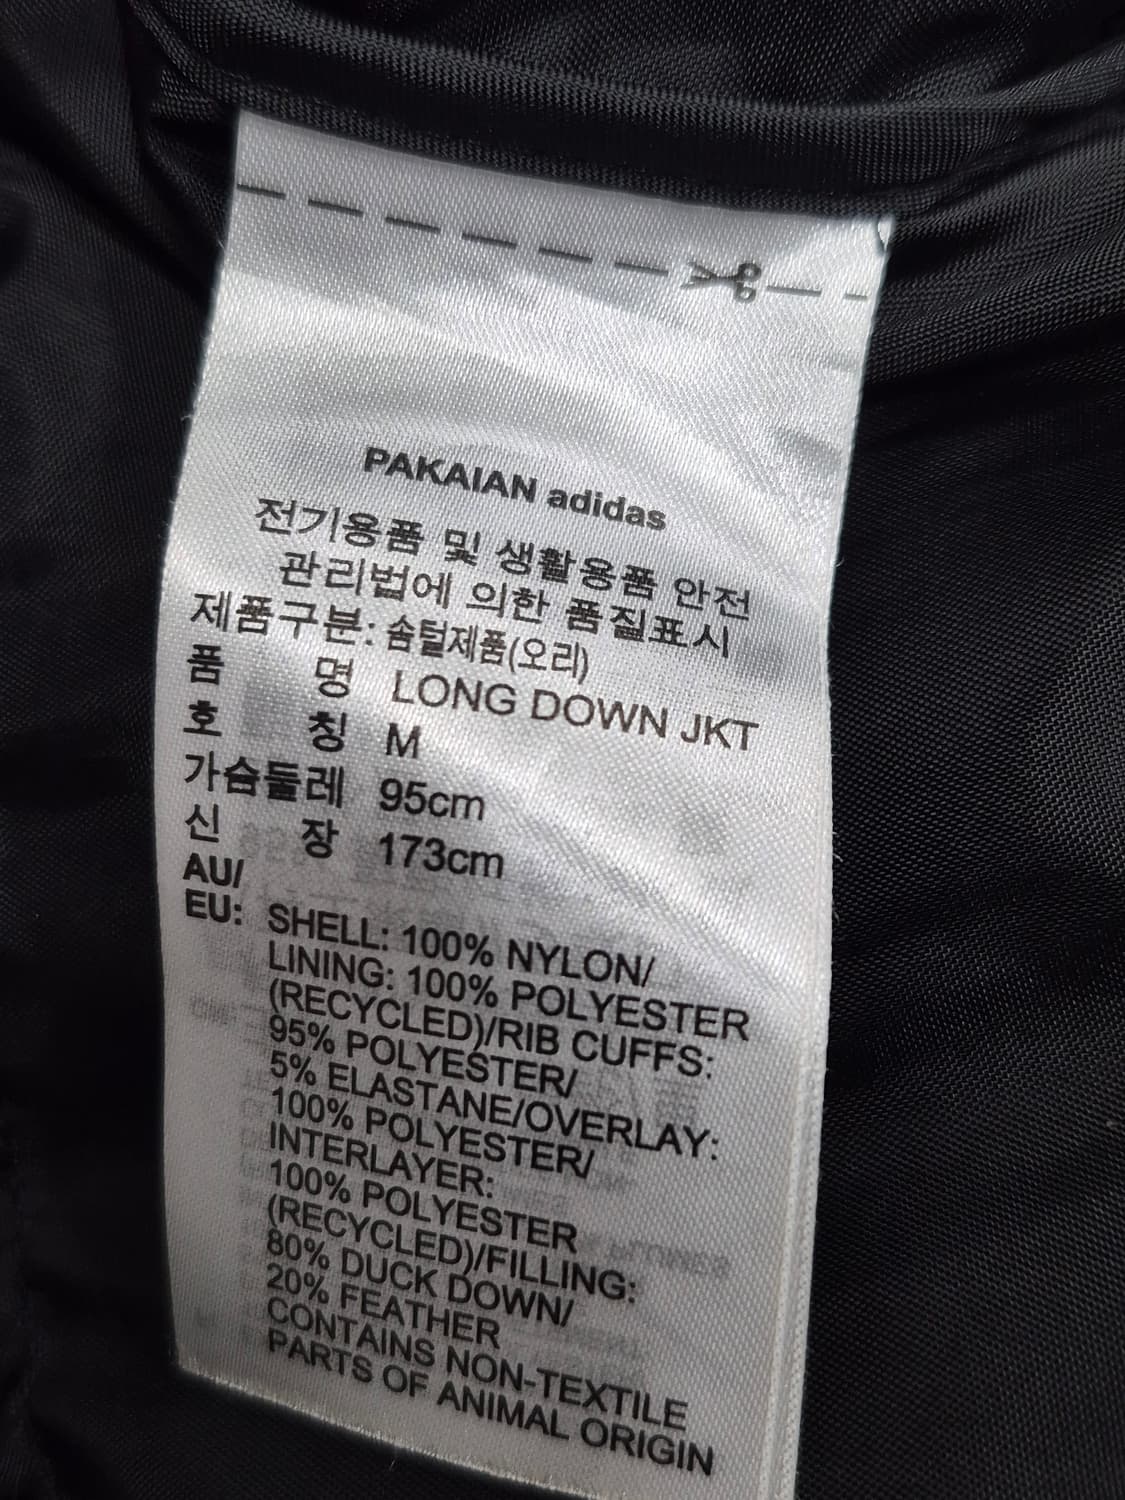 PAKAIAN adidas
전기용품 및 생활용품 안전
관리법에 의한 품질표시
제품구분: 솜털제품(오리)
품 명 LONG DOWN JKT
호 칭 M
가슴둘레 95cm
신 장 173cm
AU/
EU: SHELL: 100% NYLON/
LINING: 100% POLYESTER
(RECYCLED)/RIB CUFFS:
95% POLYESTER/
5% ELASTANE/OVERLAY:
100% POLYESTER/
INTERLAYER:
100% POLYESTER
(RECYCLED)/FILLING:
80% DUCK DOWN/
20% FEATHER
CONTAINS NON-TEXTILE
PARTS OF ANIMAL ORIGIN